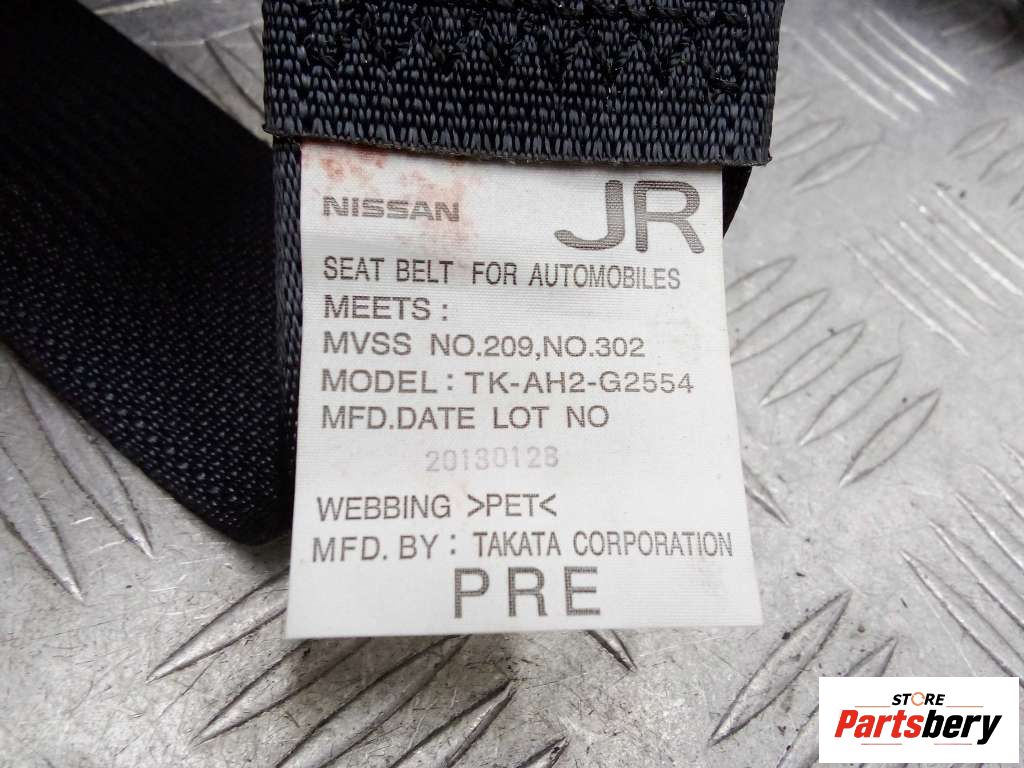 NISSAN JR
SEAT BELT FOR AUTOMOBILES
MEETS :
MVSS NO.209,NO.302
MODEL : TK-AH2-G2554
MFD.DATE LOT NO
20130128
WEBBING >PET<
MFD. BY : TAKATA CORPORATION
PRE
STORE
Partsbery